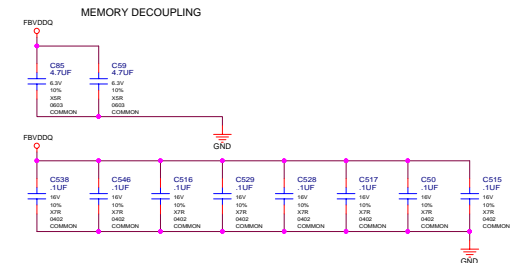 MEMORY DECOUPLING
FBVDDQ
C85 C59
4.7UF 4.7UF
6.3V 6.3V
10% 10%
X5R X5R
0603 0603
COMMON COMMON
GND
FBVDDQ
C538 C546 C516 C529 C528 C517 C50 C515
.1UF .1UF .1UF .1UF .1UF .1UF .1UF .1UF
16V 16V 16V 16V 16V 16V 16V 16V
10% 10% 10% 10% 10% 10% 10% 10%
X7R X7R X7R X7R X7R X7R X7R X7R
0402 0402 0402 0402 0402 0402 0402 0402
COMMON COMMON COMMON COMMON COMMON COMMON COMMON COMMON
GND